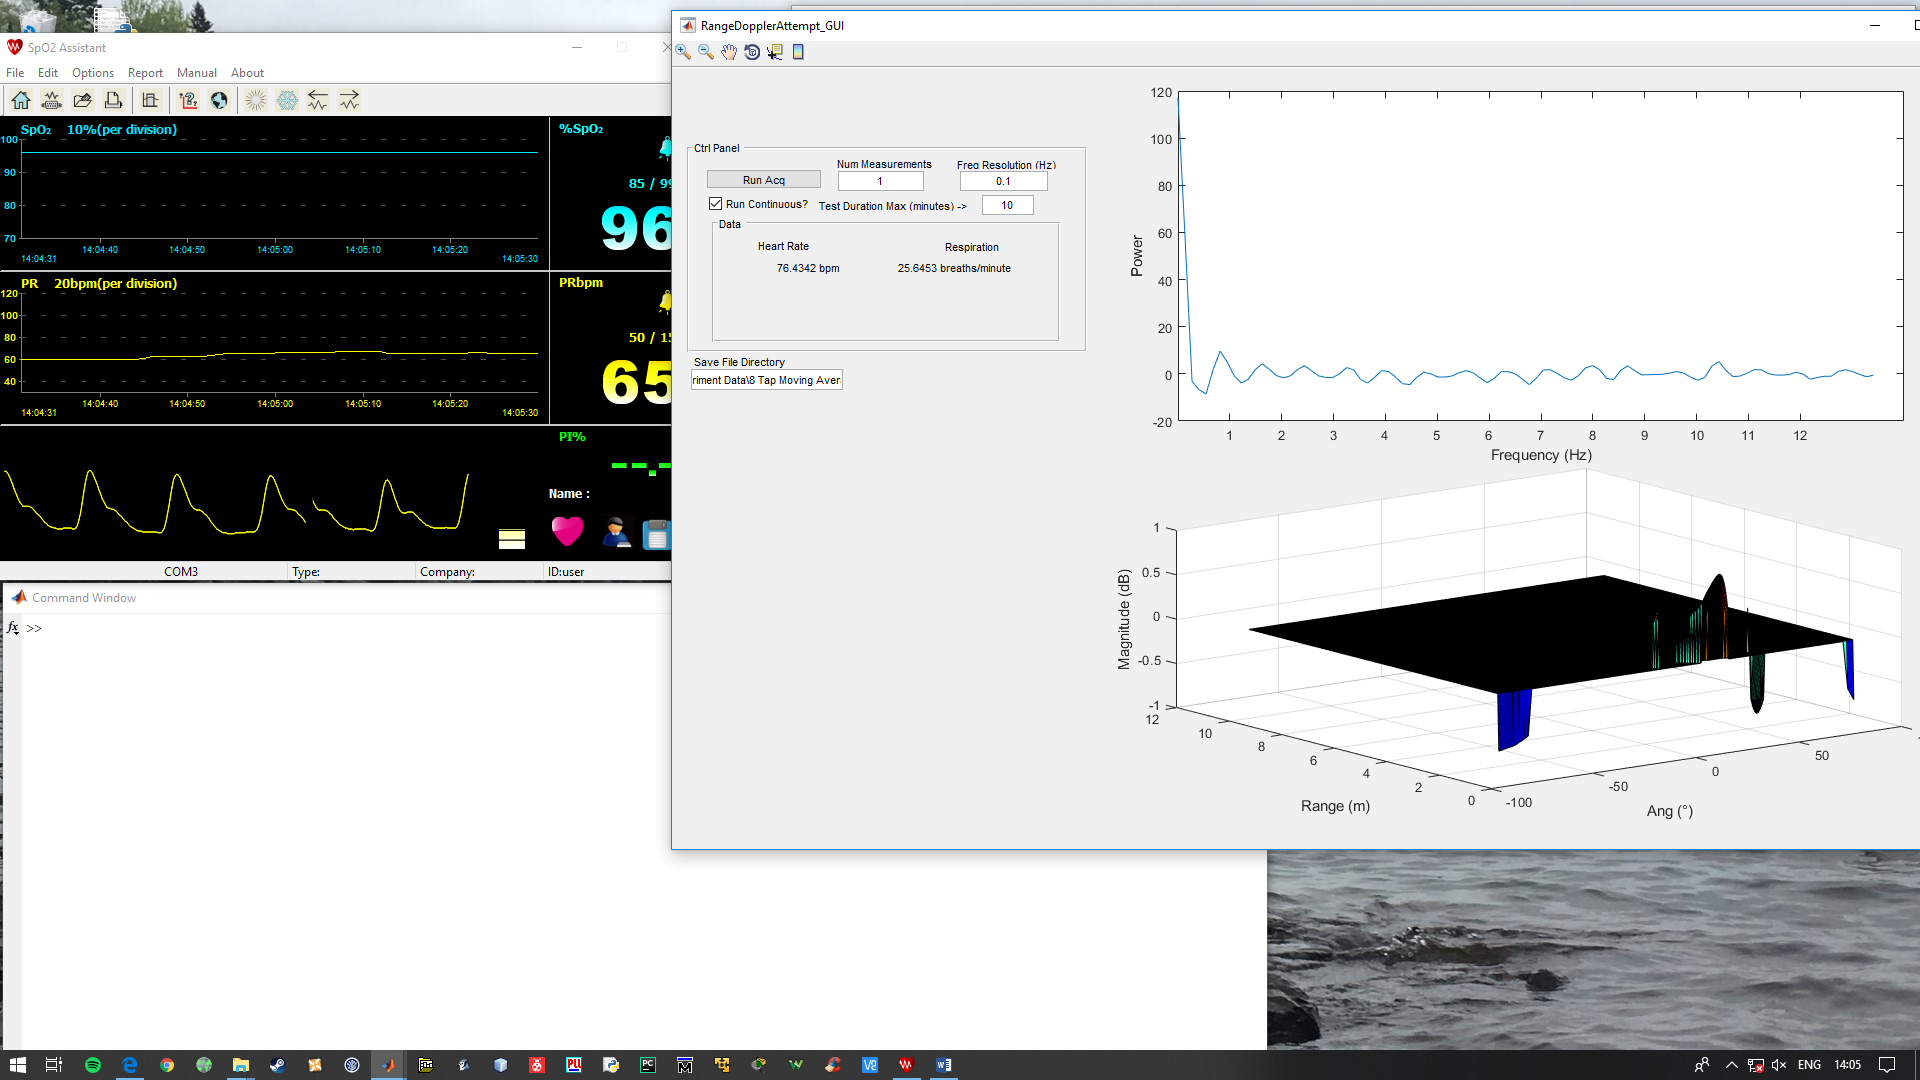 SpO2 Assistant
File Edit Options Report Manual About
SpO₂ 10%(per division)
100
90
80
70
14:04:40 14:04:50 14:05:00 14:05:10 14:05:20
14:04:31 14:05:30
%SpO₂
85 /
96
PR 20bpm(per division)
120
100
80
60
40
14:04:40 14:04:50 14:05:00 14:05:10 14:05:20
14:04:31 14:05:30
PRbpm
50 /
65
PI%
--.-
Name :
COM3 Type: Company: ID:user
Command Window
fx >>
RangeDopplerAttempt_GUI
Ctrl Panel
Num Measurements Freq Resolution (Hz)
Run Acq 1 0.1
Run Continuous? Test Duration Max (minutes) -> 10
Data
Heart Rate Respiration
76.4342 bpm 25.6453 breaths/minute
Save File Directory
riment Data\8 Tap Moving Aver
120
100
80
60
40
20
0
-20
Power
1 2 3 4 5 6 7 8 9 10 11 12
Frequency (Hz)
1
0.5
0
-0.5
-1
Magnitude (dB)
12 10 8 6 4 2 0
Range (m)
-100 -50 0 50
Ang (°)
ENG 14:05